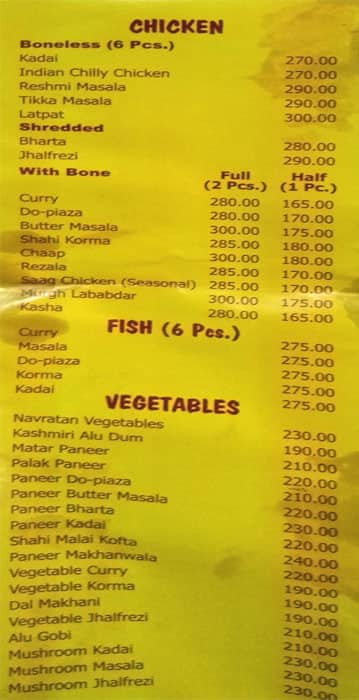 CHICKEN
Boneless (6 Pcs.)
Kadai 270.00
Indian Chilly Chicken 270.00
Reshmi Masala 290.00
Tikka Masala 290.00
Latpat 300.00
Shredded
Bharta 280.00
Jhalfrezi 290.00
With Bone Full Half
(2 Pcs.) (1 Pc.)
Curry 280.00 165.00
Do-piaza 280.00 170.00
Butter Masala 300.00 175.00
Shahi Korma 285.00 180.00
Chaap 300.00 180.00
Rezala 285.00 170.00
Saag Chicken (Seasonal) 285.00 170.00
Murgh Lababdar 300.00 175.00
Kasha 280.00 165.00
FISH (6 Pcs.)
Curry 275.00
Masala 275.00
Do-piaza 275.00
Korma 275.00
Kadai 275.00
VEGETABLES
Navratan Vegetables 230.00
Kashmiri Alu Dum 190.00
Matar Paneer 210.00
Palak Paneer 220.00
Paneer Do-piaza 210.00
Paneer Butter Masala 220.00
Paneer Bharta 230.00
Paneer Kadai 220.00
Shahi Malai Kofta 240.00
Paneer Makhanwala 220.00
Vegetable Curry 190.00
Vegetable Korma 190.00
Dal Makhani 190.00
Vegetable Jhalfrezi 210.00
Alu Gobi 210.00
Mushroom Kadai 230.00
Mushroom Masala 230.00
Mushroom Jhalfrezi 230.00